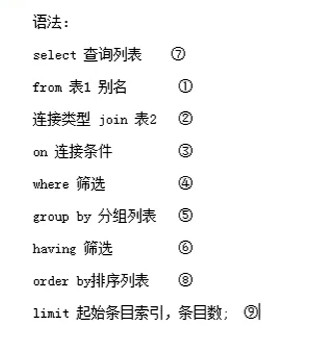 语法：
select 查询列表 ⑦
from 表1 别名 ①
连接类型 join 表2 ②
on 连接条件 ③
where 筛选 ④
group by 分组列表 ⑤
having 筛选 ⑥
order by排序列表 ⑧
limit 起始条目索引，条目数; ⑨